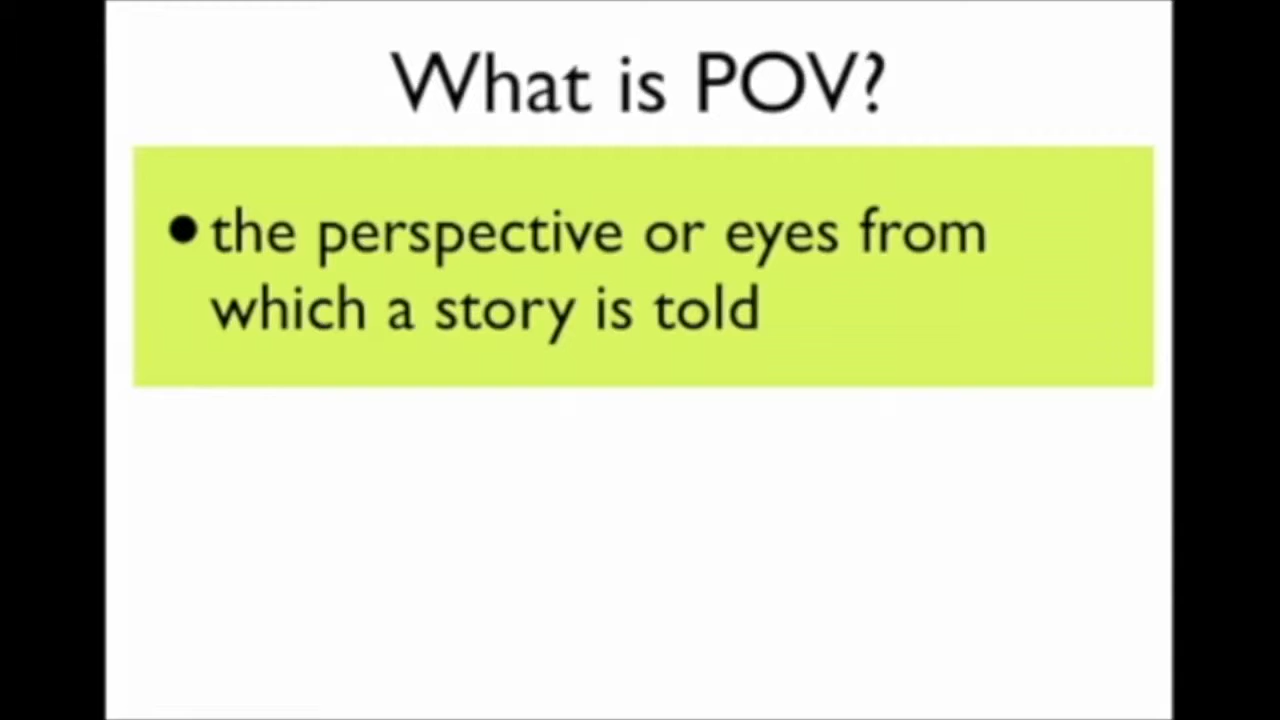 What is POV?
•the perspective or eyes from
which a story is told